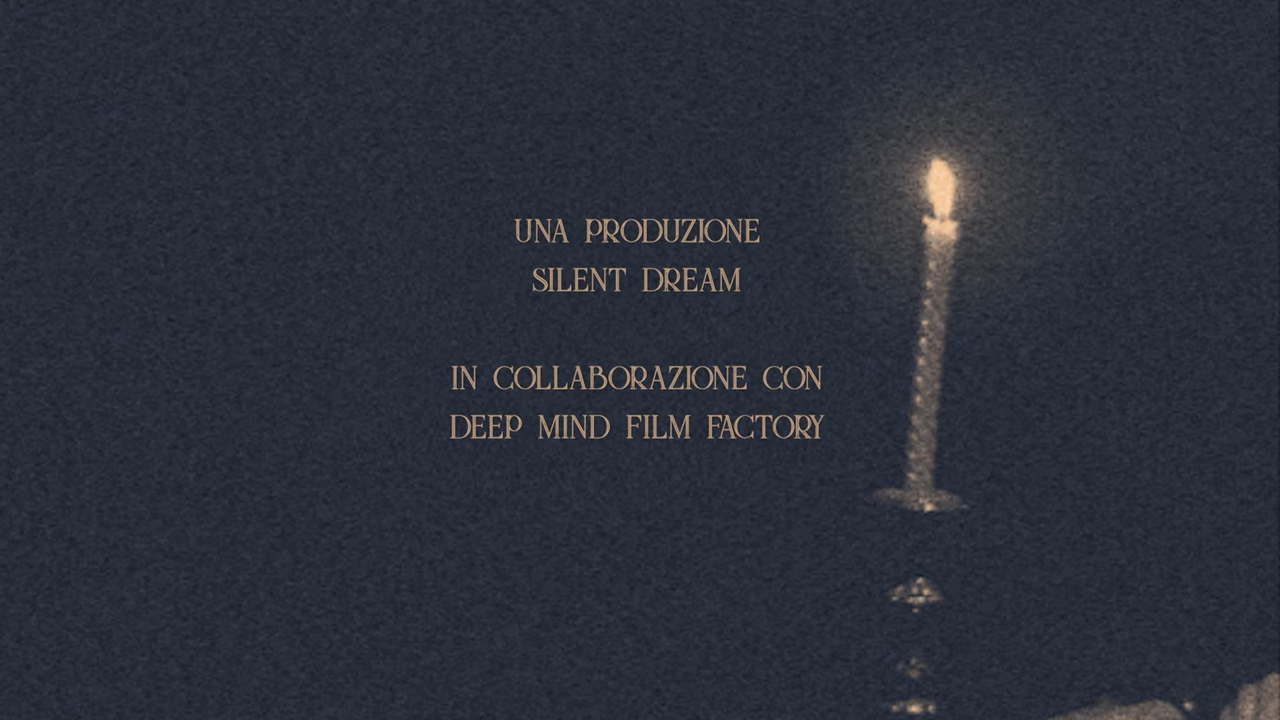 UNA PRODUZIONE
SILENT DREAM
IN COLLABORAZIONE CON
DEEP MIND FILM FACTORY